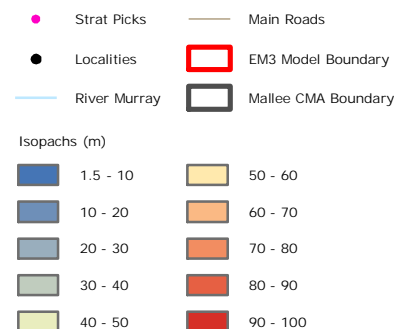 Strat Picks
Main Roads
Localities
EM3 Model Boundary
River Murray
Mallee CMA Boundary
Isopachs (m)
1.5 - 10
50 - 60
10 - 20
60 - 70
20 - 30
70 - 80
30 - 40
80 - 90
40 - 50
90 - 100